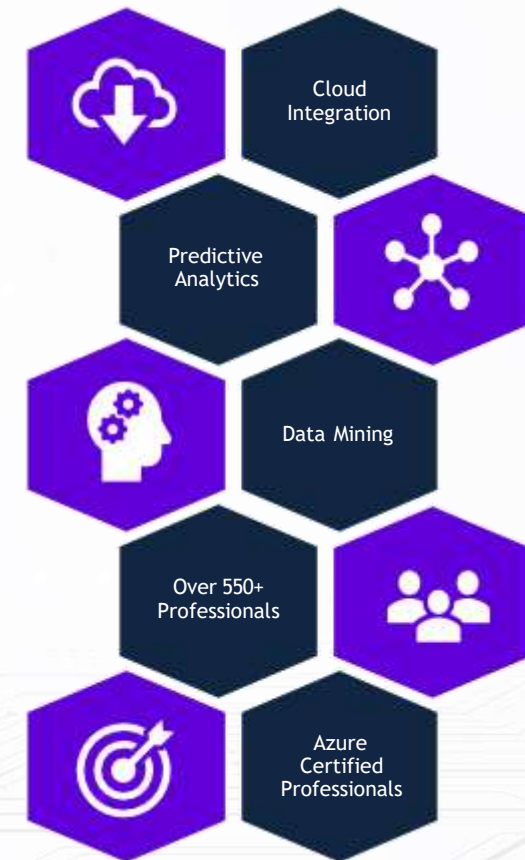 Cloud
Integration
Predictive
Analytics
Data Mining
Over 550+
Professionals
Azure
Certified
Professionals